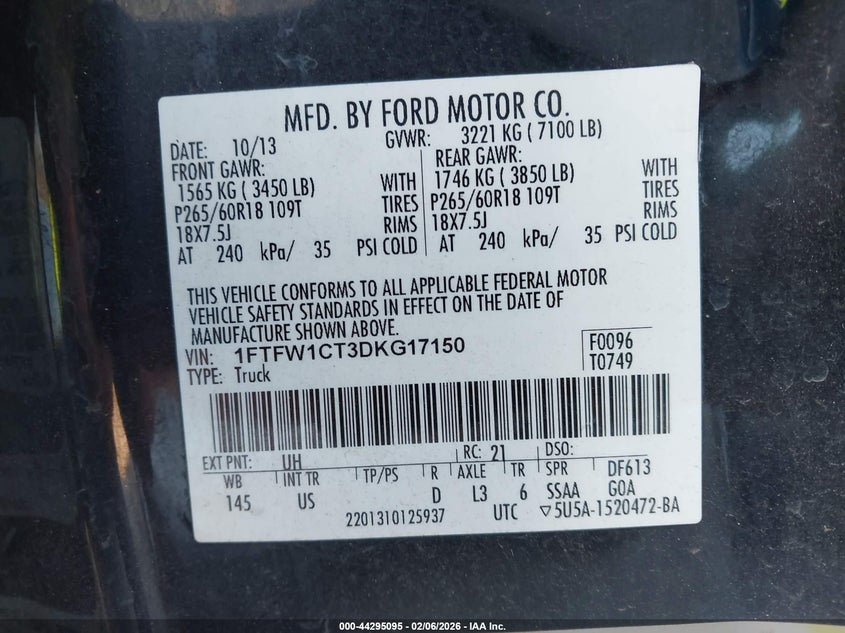 MFD. BY FORD MOTOR CO.
DATE: 10/13 GVWR: 3221 KG ( 7100 LB)
FRONT GAWR: REAR GAWR:
1565 KG ( 3450 LB) WITH 1746 KG ( 3850 LB) WITH
P265/60R18 109T TIRES P265/60R18 109T TIRES
18X7.5J RIMS 18X7.5J RIMS
AT 240 kPa/ 35 PSI COLD AT 240 kPa/ 35 PSI COLD
THIS VEHICLE CONFORMS TO ALL APPLICABLE FEDERAL MOTOR
VEHICLE SAFETY STANDARDS IN EFFECT ON THE DATE OF
MANUFACTURE SHOWN ABOVE.
VIN: 1FTFW1CT3DKG17150 F0096
TYPE: Truck T0749
EXT PNT: UH RC: 21 DSO:
WB INT TR TP/PS R AXLE TR SPR DF613
145 US D L3 6 SSAA GOA
2201310125937 UTC ▽5U5A-1520472-BA
000-44295095 - 02/06/2026 - IAA Inc.